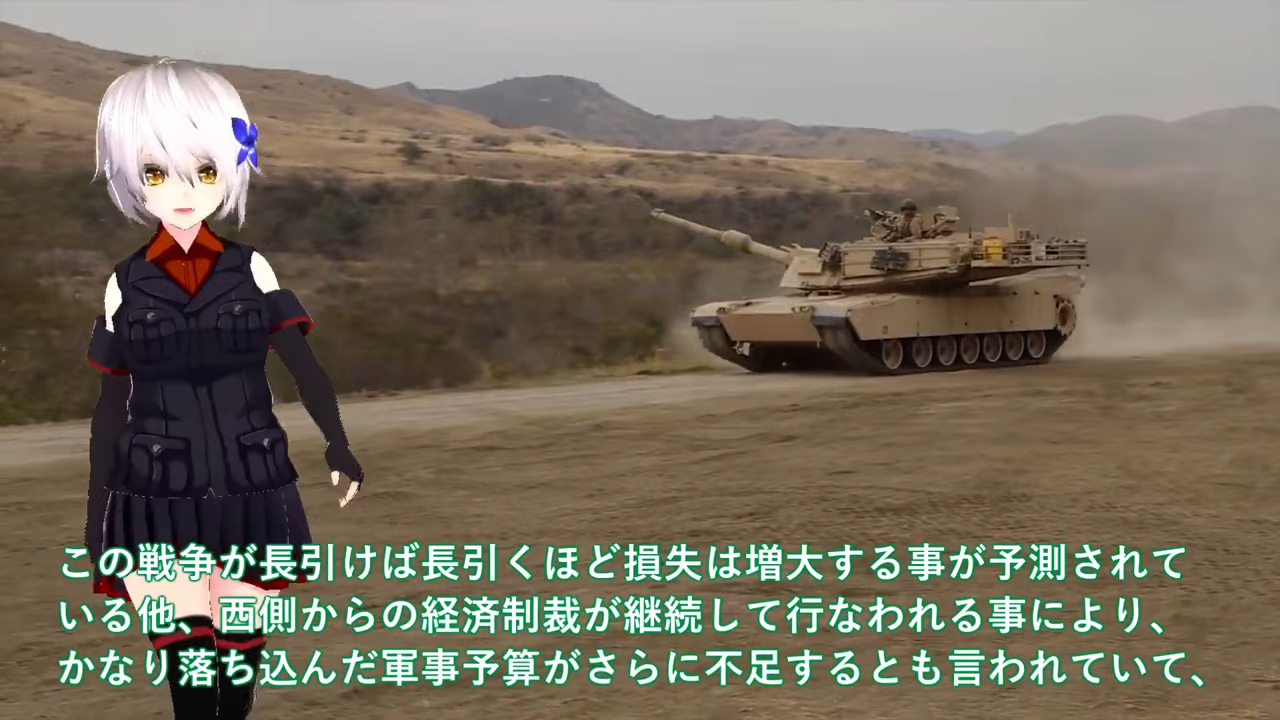 この戦争が長引けば長引くほど損失は増大する事が予測されて
いる他、西側からの経済制裁が継続して行なわれる事により、
かなり落ち込んだ軍事予算がさらに不足するとも言われていて、